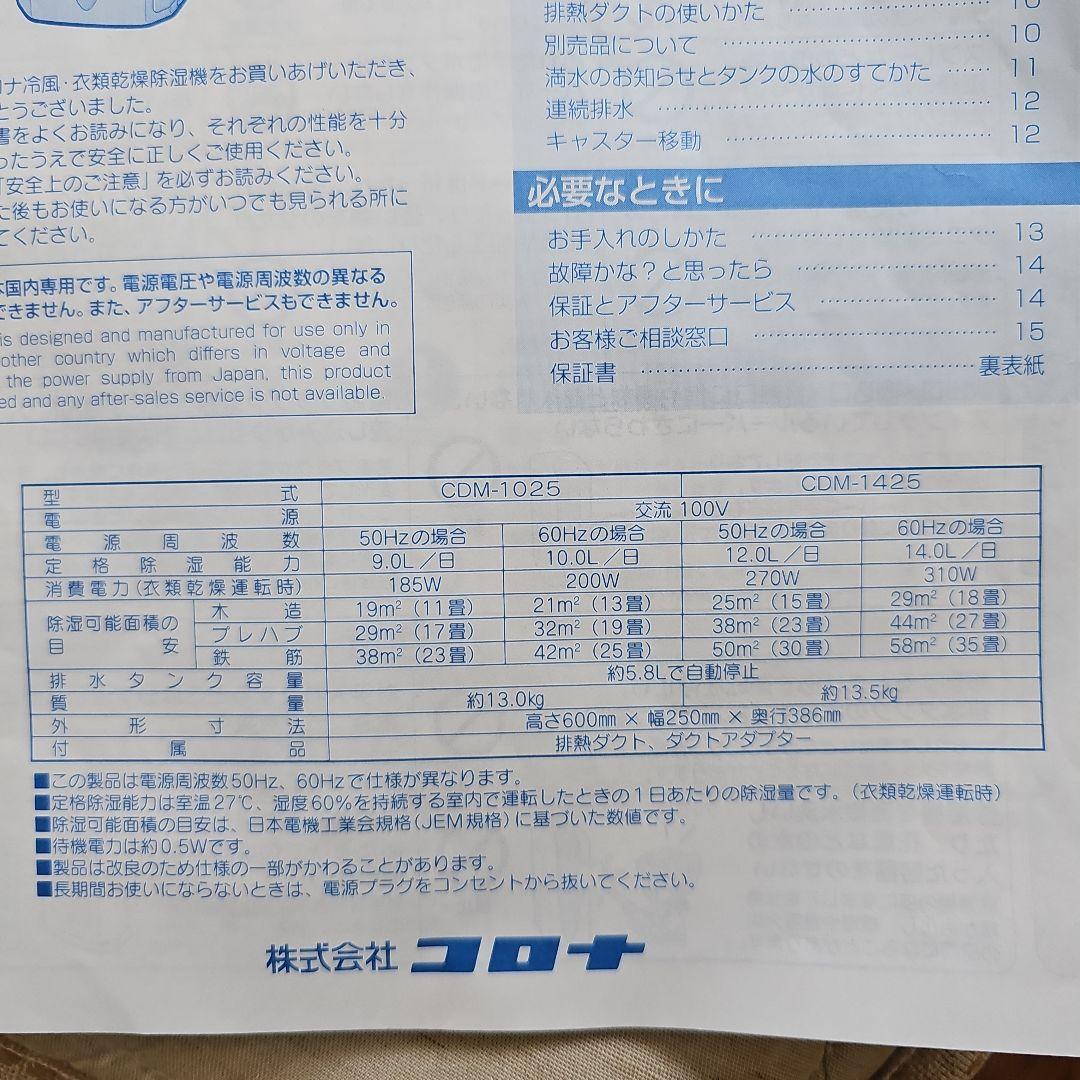 ナ冷風・衣類乾燥除湿機をお買いあげいただき、
とうございました。
書をよくお読みになり、それぞれの性能を十分
ったうえで安全に正しくご使用ください。
「安全上のご注意」を必ずお読みください。
た後もお使いになる方がいつでも見られる所に
てください。
国内専用です。電源電圧や電源周波数の異なる
できません。また、アフターサービスもできません。
is designed and manufactured for use only in
other country which differs in voltage and
the power supply from Japan, this product
ed and any after-sales service is not available.
排熱ダクトの使いかた 10
別売品について 10
満水のお知らせとタンクの水のすてかた 11
連続排水 12
キャスター移動 12
必要なときに
お手入れのしかた 13
故障かな?と思ったら 14
保証とアフターサービス 14
お客様ご相談窓口 15
保証書 裏表紙
型式 CDM-1025 CDM-1425
電源 交流 100V
電源周波数 50Hzの場合 60Hzの場合 50Hzの場合 60Hzの場合
定格除湿能力 9.0L/日 10.0L/日 12.0L/日 14.0L/日
消費電力(衣類乾燥運転時) 185W 200W 270W 310W
除湿可能面積の目安 木造 19m²(11畳) 21m²(13畳) 25m²(15畳) 29m²(18畳)
プレハブ 29m²(17畳) 32m²(19畳) 38m²(23畳) 44m²(27畳)
鉄筋 38m²(23畳) 42m²(25畳) 50m²(30畳) 58m²(35畳)
排水タンク容量 約5.8Lで自動停止
質量 約13.0kg 約13.5kg
外形寸法 高さ600mm × 幅250mm × 奥行386mm
付属品 排熱ダクト、ダクトアダプター
■この製品は電源周波数50Hz、60Hzで仕様が異なります。
■定格除湿能力は室温27℃、湿度60%を持続する室内で運転したときの1日あたりの除湿量です。(衣類乾燥運転時)
■除湿可能面積の目安は、日本電機工業会規格(JEM規格)に基づいた数値です。
■待機電力は約0.5Wです。
■製品は改良のため仕様の一部がかわることがあります。
■長期間お使いにならないときは、電源プラグをコンセントから抜いてください。
株式会社 コロナ